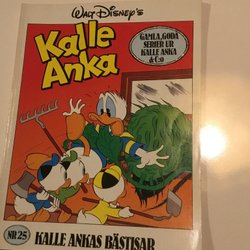 WALT DISNEY'S
Kalle
Anka
GAMLA, GODA
SERIER UR
KALLE ANKA
& C:o
NR 25
KALLE ANKAS BÄSTISAR